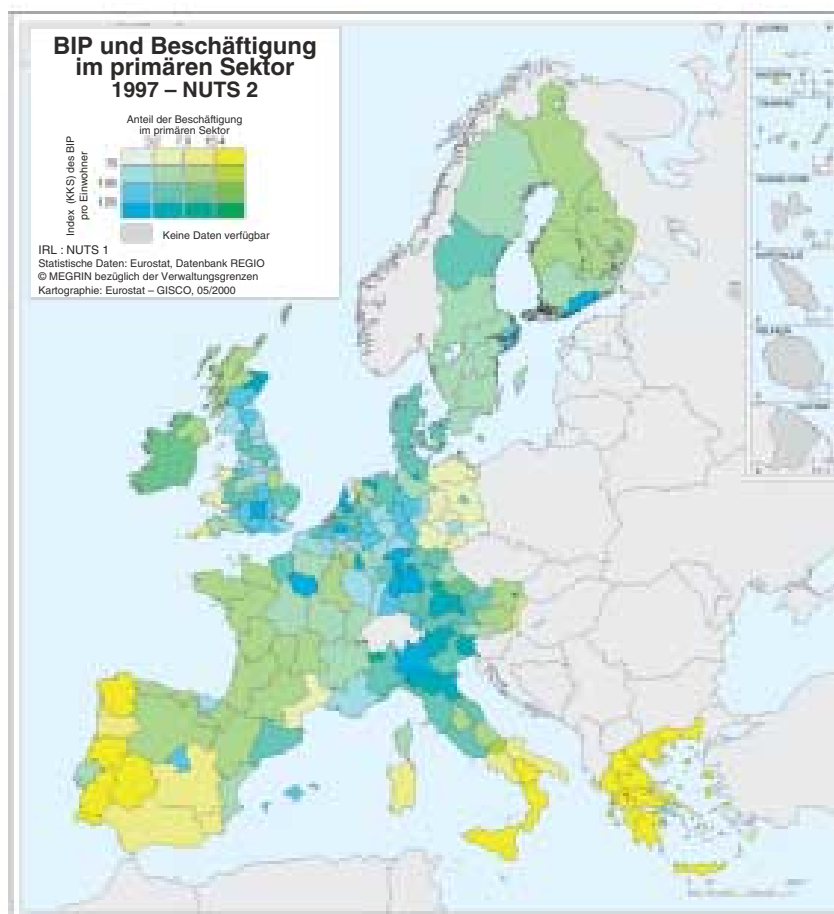 BIP und Beschäftigung
im primären Sektor
1997 – NUTS 2
Anteil der Beschäftigung
im primären Sektor
Index (KKS) des BIP
pro Einwohner
Keine Daten verfügbar
IRL : NUTS 1
Statistische Daten: Eurostat, Datenbank REGIO
© MEGRIN bezüglich der Verwaltungsgrenzen
Kartographie: Eurostat – GISCO, 05/2000